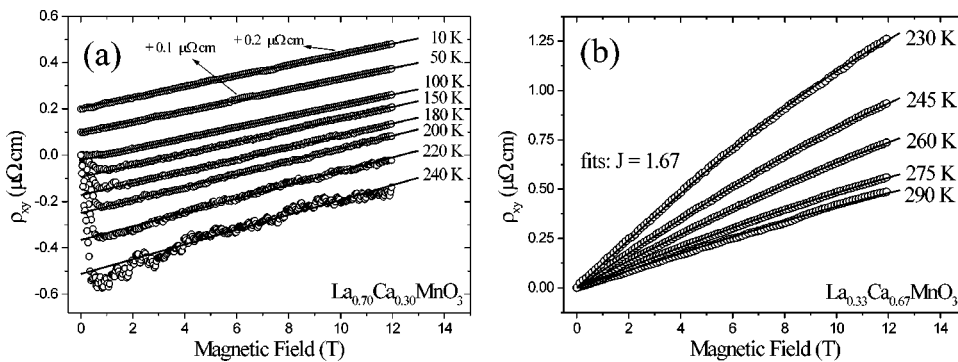 (a)
+0.1 μΩcm
+0.2 μΩcm
10 K
50 K
100 K
150 K
180 K
200 K
220 K
240 K
0.6
0.4
0.2
0.0
-0.2
-0.4
-0.6
ρxy (μΩcm)
La0.70Ca0.30MnO3
0 2 4 6 8 10 12 14
Magnetic Field (T)
(b)
230 K
245 K
260 K
275 K
290 K
fits: J = 1.67
1.25
1.00
0.75
0.50
0.25
0.00
ρxy (μΩcm)
La0.33Ca0.67MnO3
0 2 4 6 8 10 12 14
Magnetic Field (T)